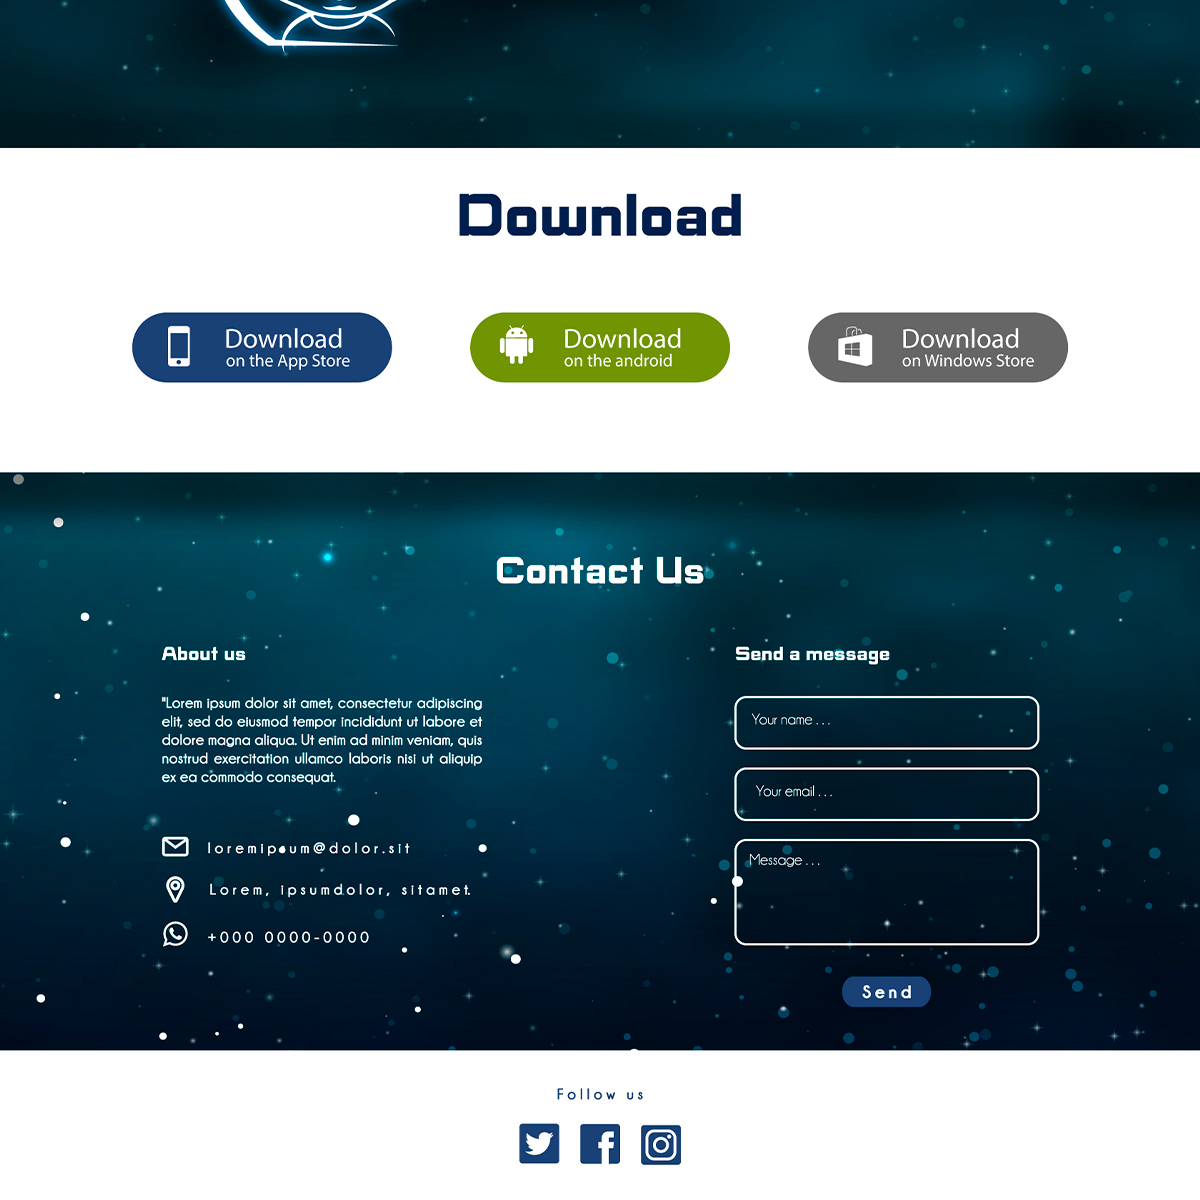 Download
Download
on the App Store
Download
on the android
Download
on Windows Store
Contact Us
About us
"Lorem ipsum dolor sit amet, consectetur adipiscing
elit, sed do eiusmod tempor incididunt ut labore et
dolore magna aliqua. Ut enim ad minim veniam, quis
nostrud exercitation ullamco laboris nisi ut aliquip
ex ea commodo consequat.
loremipsum@dolor.sit
Lorem, ipsumdolor, sitamet.
+000 0000-0000
Send a message
Your name . . .
Your email . . .
Message . . .
Send
Follow us